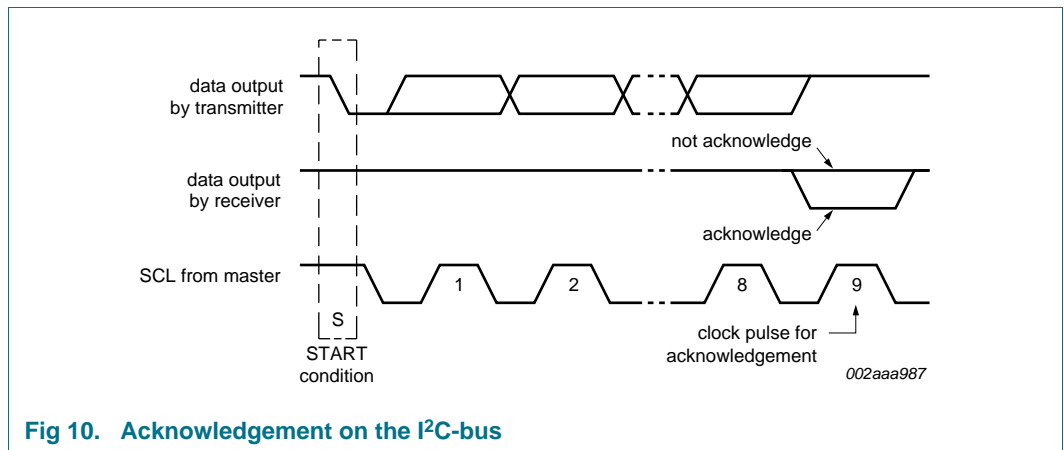 data output
by transmitter
not acknowledge
data output
by receiver
acknowledge
SCL from master
1
2
8
9
S
START
condition
clock pulse for
acknowledgement
002aaa987
Fig 10. Acknowledgement on the I²C-bus